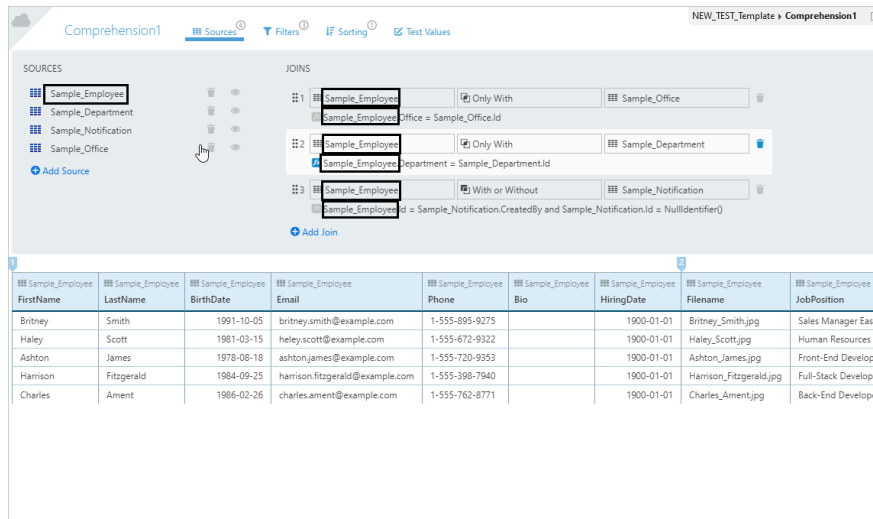 NEW_TEST_Template ▸ Comprehension1
Comprehension1 Sources 4 Filters 3 Sorting 1 Test Values
SOURCES
Sample_Employee
Sample_Department
Sample_Notification
Sample_Office
Add Source
JOINS
1 Sample_Employee Only With Sample_Office
Sample_Employee.Office = Sample_Office.Id
2 Sample_Employee Only With Sample_Department
Sample_Employee.Department = Sample_Department.Id
3 Sample_Employee With or Without Sample_Notification
Sample_Employee.Id = Sample_Notification.CreatedBy and Sample_Notification.Id = NullIdentifier()
Add Join
1 2
Sample_Employee Sample_Employee Sample_Employee Sample_Employee Sample_Employee Sample_Employee Sample_Employee Sample_Employee Sample_Employee
FirstName LastName BirthDate Email Phone Bio HiringDate Filename JobPosition
Britney Smith 1991-10-05 britney.smith@example.com 1-555-895-9275 1900-01-01 Britney_Smith.jpg Sales Manager Eas
Haley Scott 1981-03-15 heley.scott@example.com 1-555-672-9322 1900-01-01 Haley_Scott.jpg Human Resources
Ashton James 1978-08-18 ashton.james@example.com 1-555-720-9353 1900-01-01 Ashton_James.jpg Front-End Develop
Harrison Fitzgerald 1984-09-25 harrison.fitzgerald@example.com 1-555-398-7940 1900-01-01 Harrison_Fitzgerald.jpg Full-Stack Develop
Charles Ament 1986-02-26 charles.ament@example.com 1-555-762-8771 1900-01-01 Charles_Ament.jpg Back-End Develope